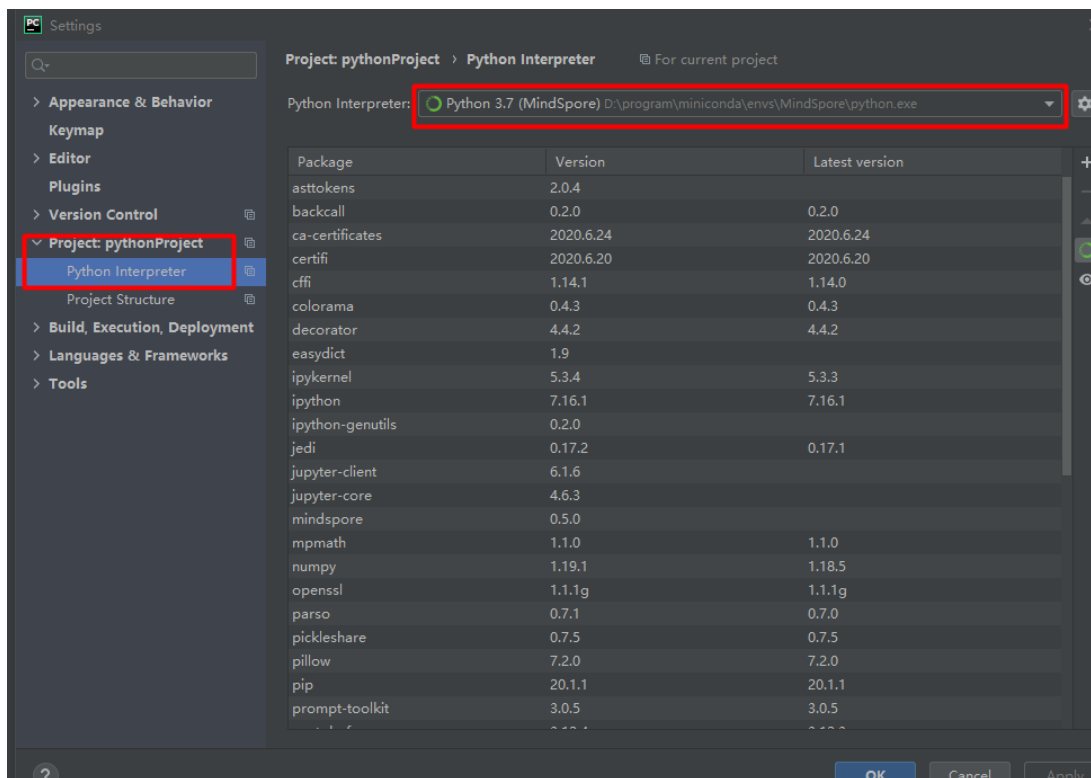 PC Settings
Project: pythonProject › Python Interpreter For current project
Python Interpreter: Python 3.7 (MindSpore) D:\program\miniconda\envs\MindSpore\python.exe
Appearance & Behavior
Keymap
Editor
Plugins
Version Control
Project: pythonProject
Python Interpreter
Project Structure
Build, Execution, Deployment
Languages & Frameworks
Tools
Package Version Latest version
asttokens 2.0.4
backcall 0.2.0 0.2.0
ca-certificates 2020.6.24 2020.6.24
certifi 2020.6.20 2020.6.20
cffi 1.14.1 1.14.0
colorama 0.4.3 0.4.3
decorator 4.4.2 4.4.2
easydict 1.9
ipykernel 5.3.4 5.3.3
ipython 7.16.1 7.16.1
ipython-genutils 0.2.0
jedi 0.17.2 0.17.1
jupyter-client 6.1.6
jupyter-core 4.6.3
mindspore 0.5.0
mpmath 1.1.0 1.1.0
numpy 1.19.1 1.18.5
openssl 1.1.1g 1.1.1g
parso 0.7.1 0.7.0
pickleshare 0.7.5 0.7.5
pillow 7.2.0 7.2.0
pip 20.1.1 20.1.1
prompt-toolkit 3.0.5 3.0.5
? OK Cancel Apply